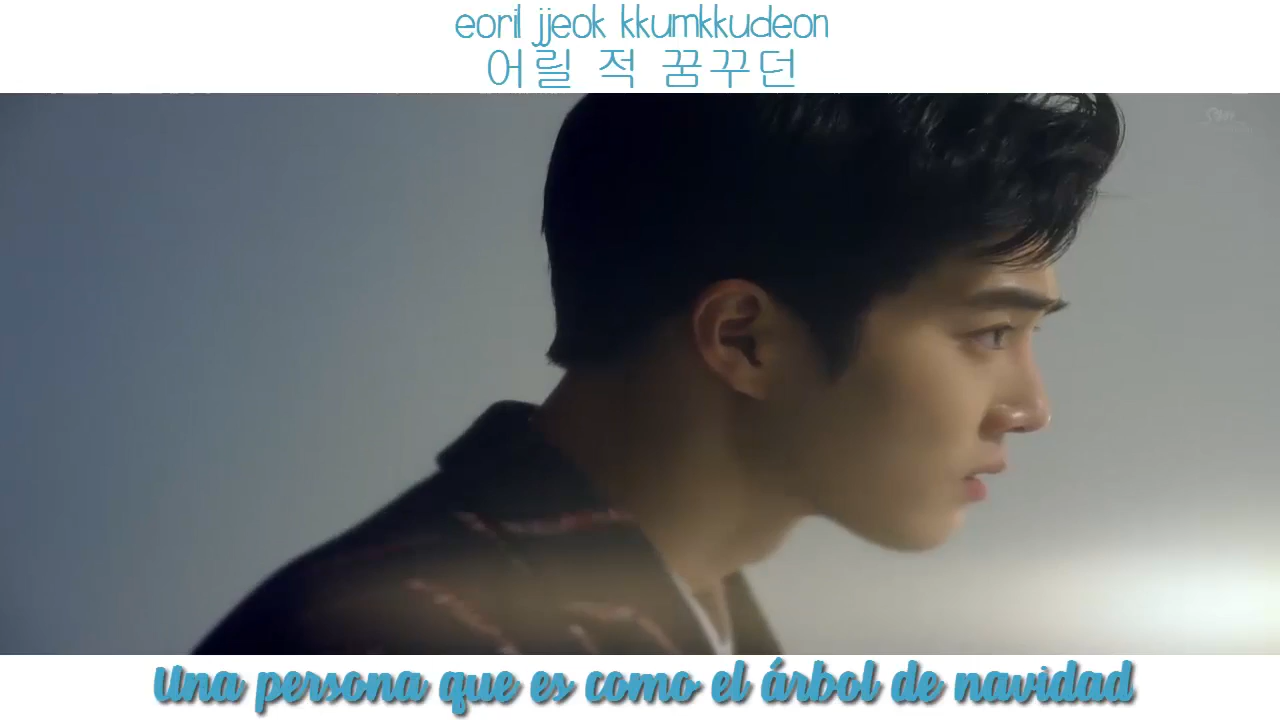 eoril jjeok kkumkkudeon
어릴 적 꿈꾸던
Una persona que es como el árbol de navidad